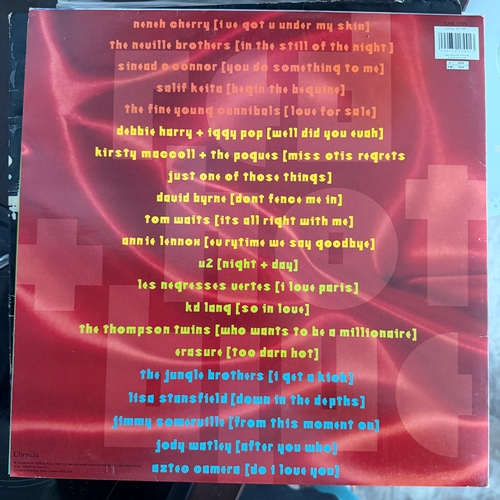 neneh cherry [i've got u under my skin]
the neville brothers [in the still of the night]
sinead o'connor [you do something to me]
salif keita [begin the beguine]
the fine young cannibals [love for sale]
debbie harry + iggy pop [well did you evah]
kirsty maccoll + the pogues [miss otis regrets
just one of those things]
david byrne [dont fence me in]
tom waits [its all right with me]
annie lennox [ev'rytime we say goodbye]
u2 [night + day]
les negresses vertes [i love paris]
kd lang [so in love]
the thompson twins [who wants to be a millionaire]
erasure [too darn hot]
the jungle brothers [i get a kick]
lisa stansfield [down in the depths]
jimmy somerville [from this moment on]
jody watley [after you who]
aztec camera [do i love you]
Chrysalis